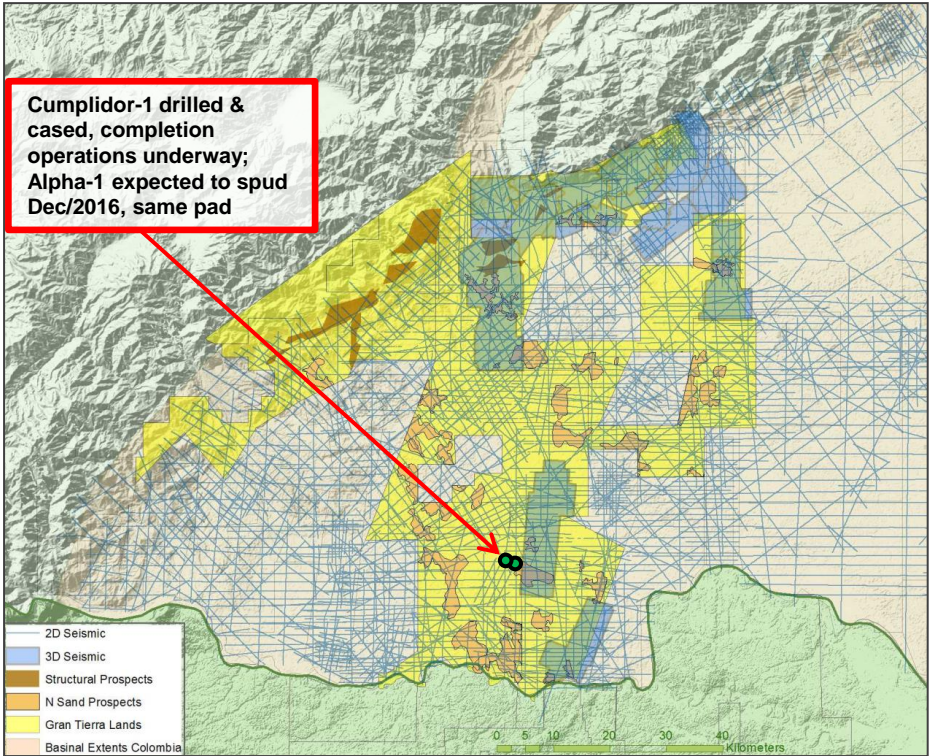 Cumplidor-1 drilled &
cased, completion
operations underway;
Alpha-1 expected to spud
Dec/2016, same pad
2D Seismic
3D Seismic
Structural Prospects
N Sand Prospects
Gran Tierra Lands
Basinal Extents Colombia
0 5 10 20 30 40
Kilometers